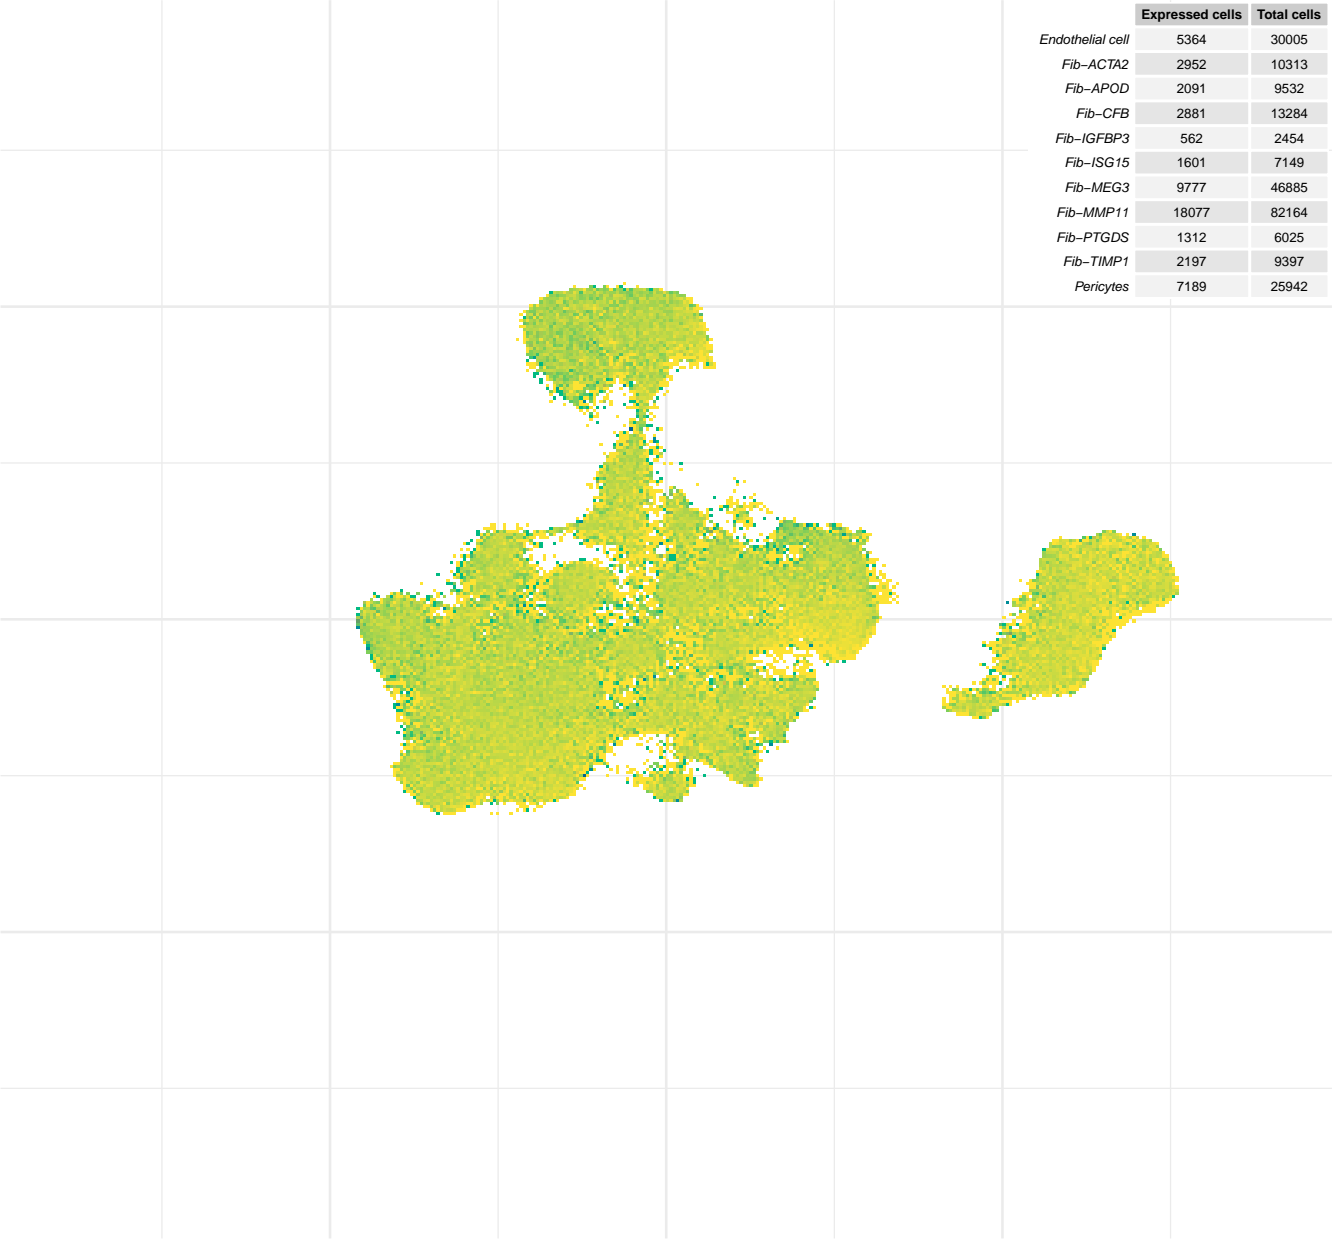 Expressed cells Total cells
Endothelial cell 5364 30005
Fib−ACTA2 2952 10313
Fib−APOD 2091 9532
Fib−CFB 2881 13284
Fib−IGFBP3 562 2454
Fib−ISG15 1601 7149
Fib−MEG3 9777 46885
Fib−MMP11 18077 82164
Fib−PTGDS 1312 6025
Fib−TIMP1 2197 9397
Pericytes 7189 25942